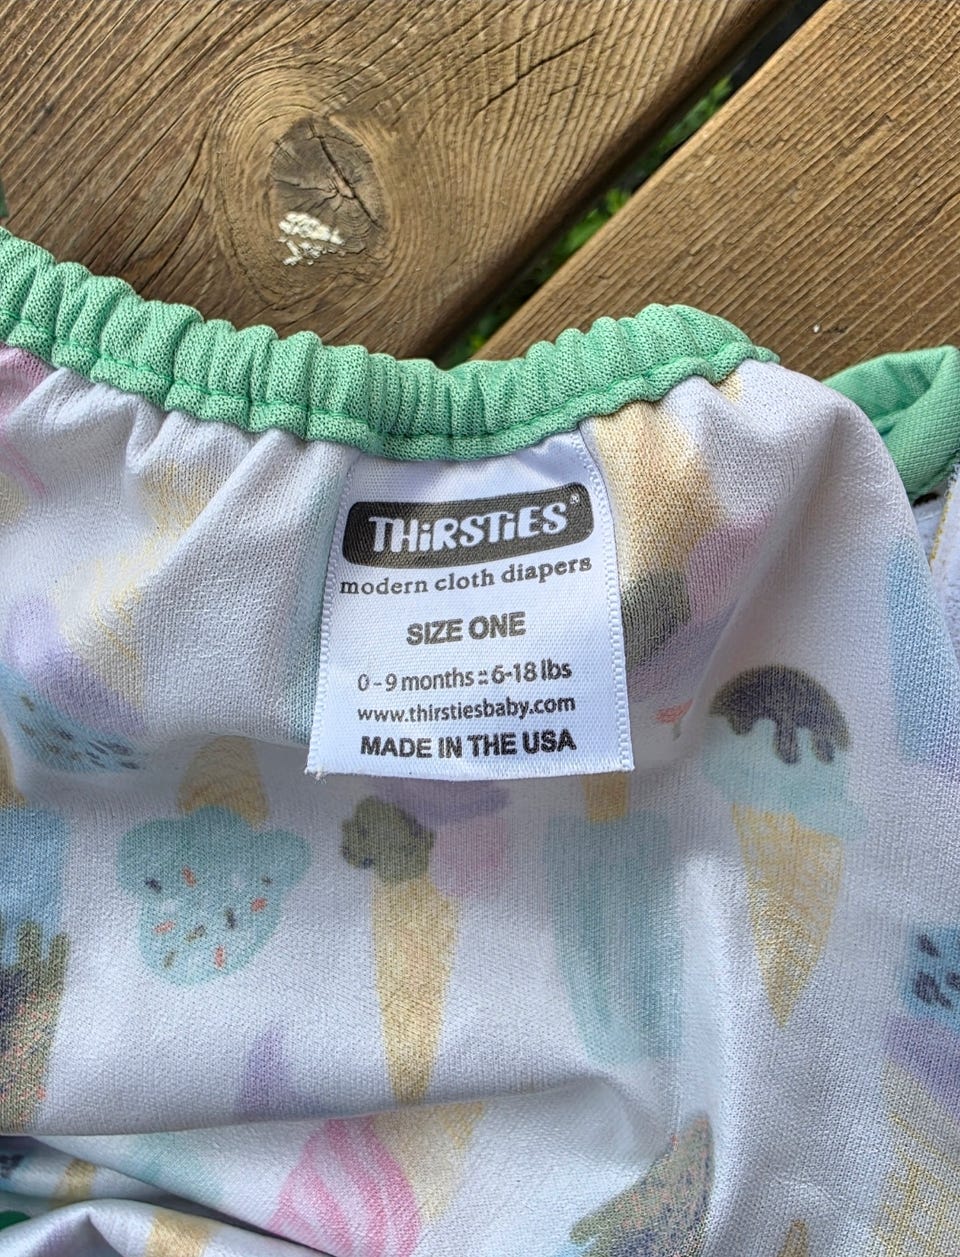 THiRSTiES®
modern cloth diapers
SIZE ONE
0 - 9 months :: 6-18 lbs
www.thirstiesbaby.com
MADE IN THE USA